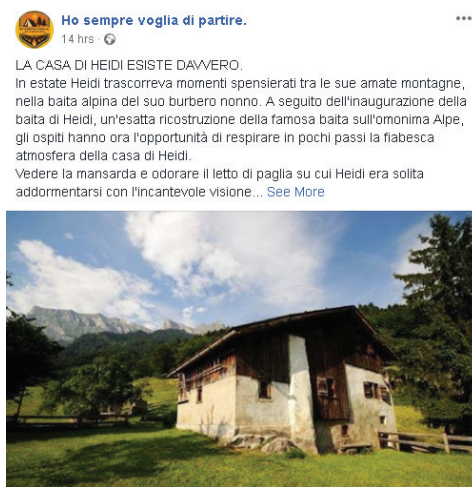 Ho sempre voglia di partire.
14 hrs ·
LA CASA DI HEIDI ESISTE DAVVERO.
In estate Heidi trascorreva momenti spensierati tra le sue amate montagne,
nella baita alpina del suo burbero nonno. A seguito dell'inaugurazione della
baita di Heidi, un'esatta ricostruzione della famosa baita sull'omonima Alpe,
gli ospiti hanno ora l'opportunità di respirare in pochi passi la fiabesca
atmosfera della casa di Heidi.
Vedere la mansarda e odorare il letto di paglia su cui Heidi era solita
addormentarsi con l'incantevole visione... See More